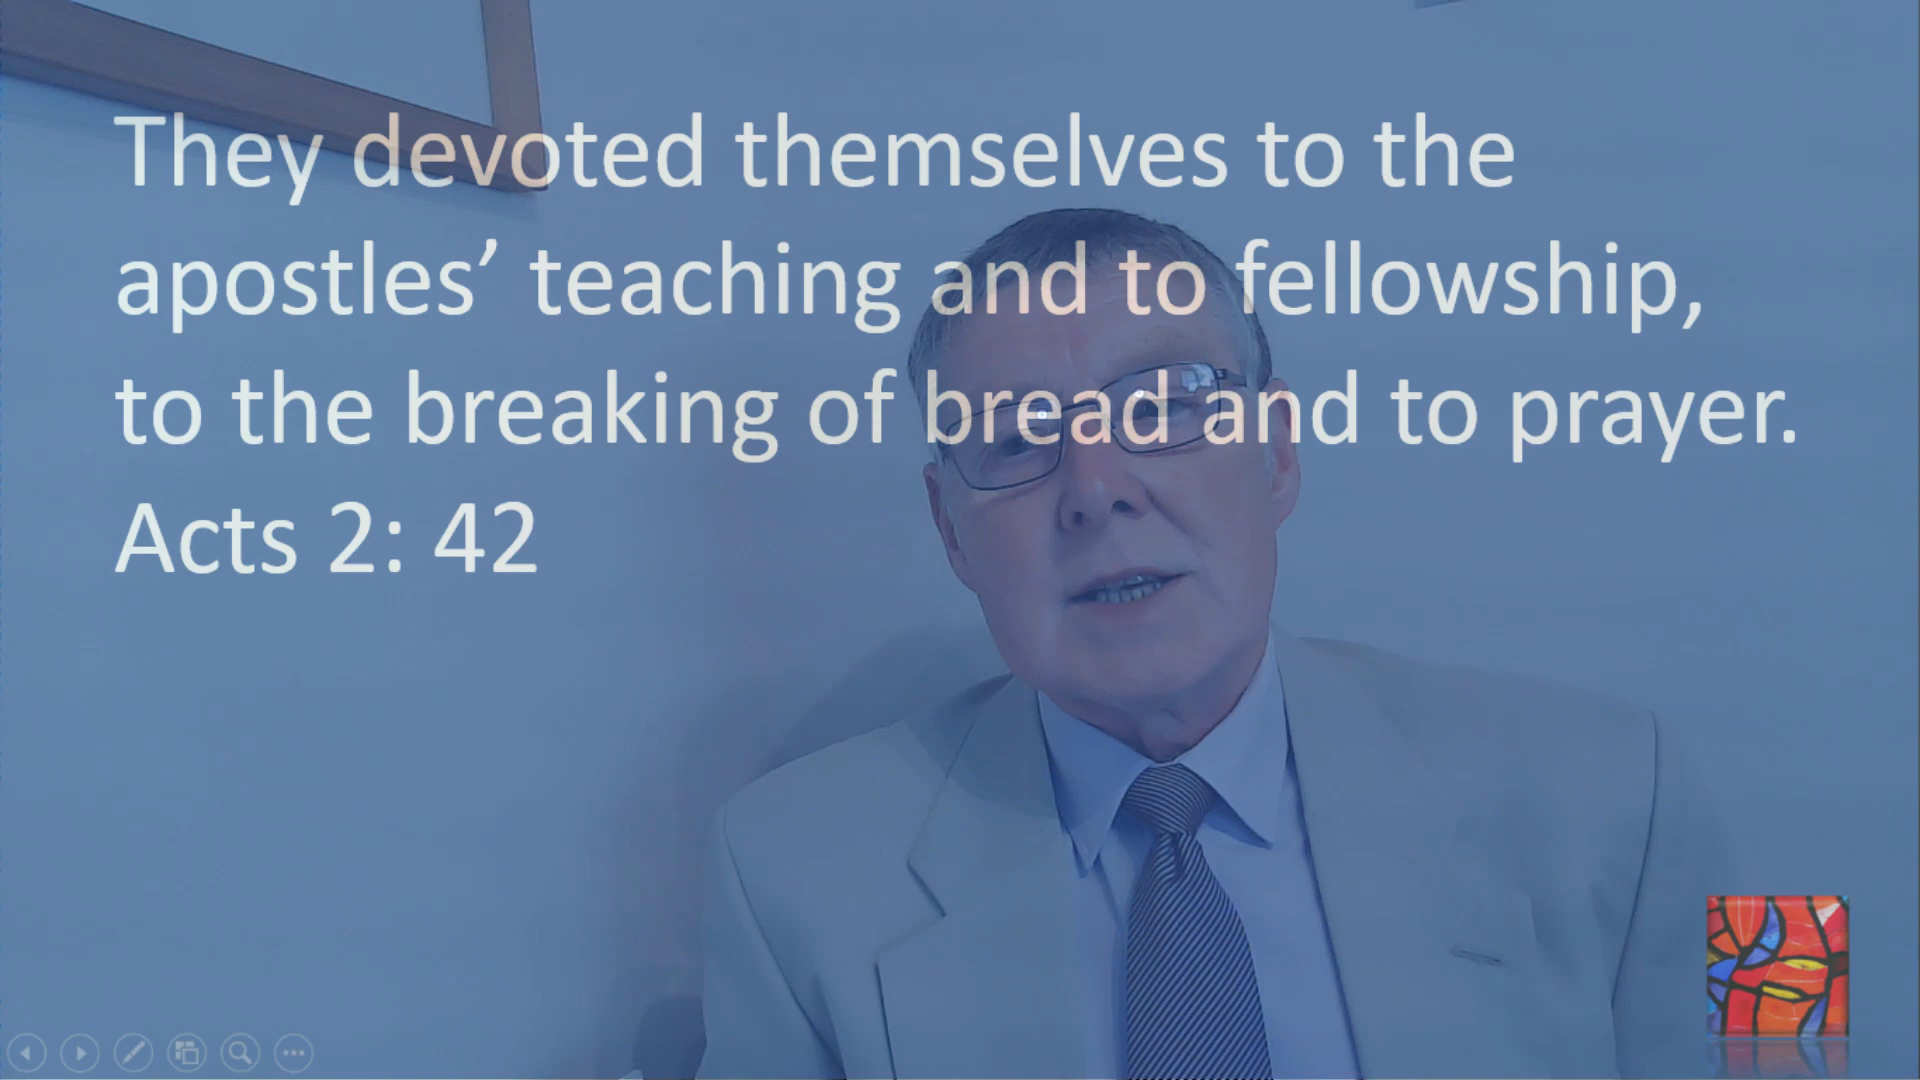 They devoted themselves to the
apostles’ teaching and to fellowship,
to the breaking of bread and to prayer.
Acts 2: 42